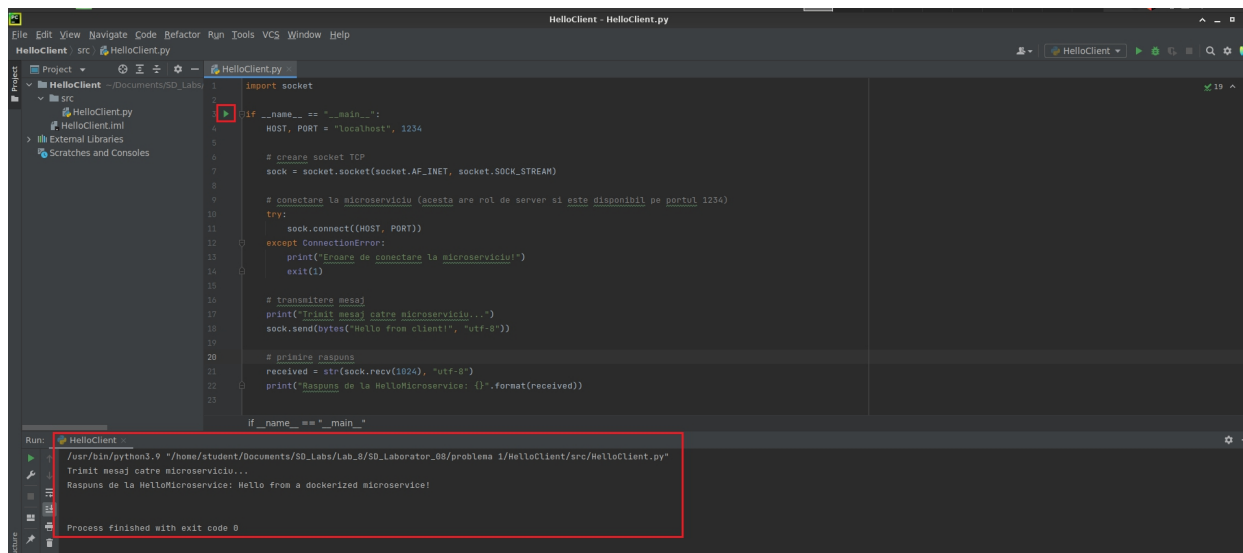 HelloClient - HelloClient.py
File Edit View Navigate Code Refactor Run Tools VCS Window Help
HelloClient src HelloClient.py
HelloClient
Project
Project
HelloClient.py
HelloClient ~/Documents/SD_Labs/
src
HelloClient.py
HelloClient.iml
External Libraries
Scratches and Consoles
19
1 import socket
2
3 if __name__ == "__main__":
4 HOST, PORT = "localhost", 1234
5
6 # creare socket TCP
7 sock = socket.socket(socket.AF_INET, socket.SOCK_STREAM)
8
9 # conectare la microserviciu (acesta are rol de server si este disponibil pe portul 1234)
10 try:
11 sock.connect((HOST, PORT))
12 except ConnectionError:
13 print("Eroare de conectare la microserviciu!")
14 exit(1)
15
16 # transmitere mesaj
17 print("Trimit mesaj catre microserviciu...")
18 sock.send(bytes("Hello from client!", "utf-8"))
19
20 # primire raspuns
21 received = str(sock.recv(1024), "utf-8")
22 print("Raspuns de la HelloMicroservice: {}".format(received))
23
if __name__ == "__main__"
Run: HelloClient
/usr/bin/python3.9 "/home/student/Documents/SD_Labs/Lab_8/SD_Laborator_08/problema 1/HelloClient/src/HelloClient.py"
Trimit mesaj catre microserviciu...
Raspuns de la HelloMicroservice: Hello from a dockerized microservice!
Process finished with exit code 0